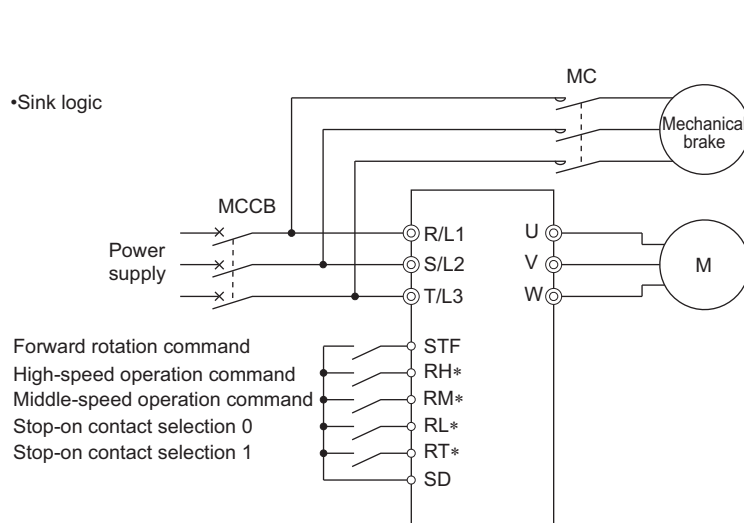 MC
•Sink logic
Mechanical
brake
MCCB
R/L1
U
Power
supply
S/L2
V
M
T/L3
W
Forward rotation command
STF
High-speed operation command
RH*
Middle-speed operation command
RM*
Stop-on contact selection 0
RL*
Stop-on contact selection 1
RT*
SD